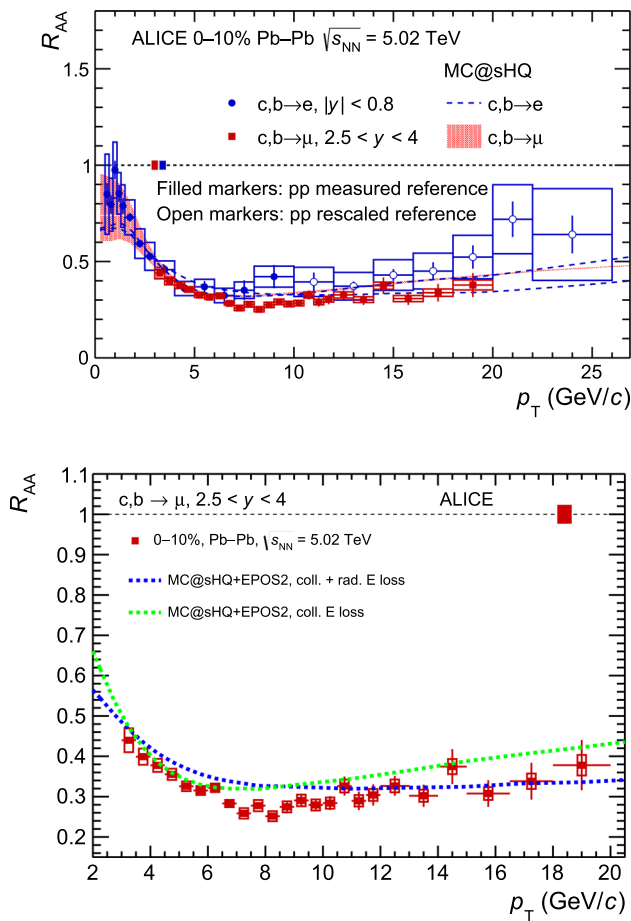 R_AA
ALICE 0–10% Pb–Pb √s_NN = 5.02 TeV
MC@sHQ
c,b→e, |y| < 0.8
c,b→e
c,b→μ, 2.5 < y < 4
c,b→μ
Filled markers: pp measured reference
Open markers: pp rescaled reference
1.5
1
0.5
0
0 5 10 15 20 25
p_T (GeV/c)
R_AA
c,b → μ, 2.5 < y < 4 ALICE
0–10%, Pb–Pb, √s_NN = 5.02 TeV
MC@sHQ+EPOS2, coll. + rad. E loss
MC@sHQ+EPOS2, coll. E loss
1.1
1
0.9
0.8
0.7
0.6
0.5
0.4
0.3
0.2
2 4 6 8 10 12 14 16 18 20
p_T (GeV/c)